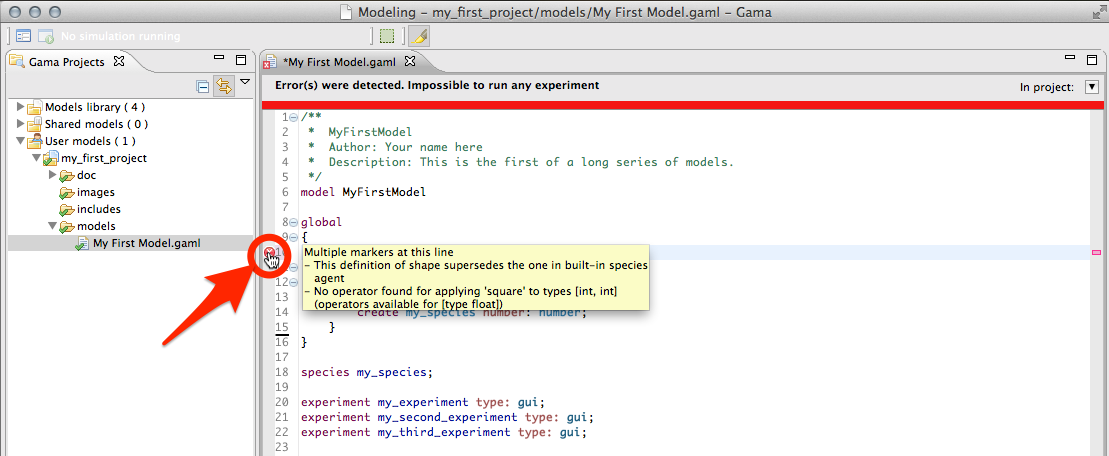 Modeling - my_first_project/models/My First Model.gaml - Gama
No simulation running
Gama Projects
*My First Model.gaml
Error(s) were detected. Impossible to run any experiment
In project:
Models library ( 4 )
Shared models ( 0 )
User models ( 1 )
my_first_project
doc
images
includes
models
My First Model.gaml
1 /**
2  *  MyFirstModel
3  *  Author: Your name here
4  *  Description: This is the first of a long series of models.
5  */
6 model MyFirstModel
7
8 global
9 {
Multiple markers at this line
- This definition of shape supersedes the one in built-in species
agent
- No operator found for applying 'square' to types [int, int]
(operators available for [type float])
12
13
14 create my_species number: number;
15 }
16 }
17
18 species my_species;
19
20 experiment my_experiment type: gui;
21 experiment my_second_experiment type: gui;
22 experiment my_third_experiment type: gui;
23